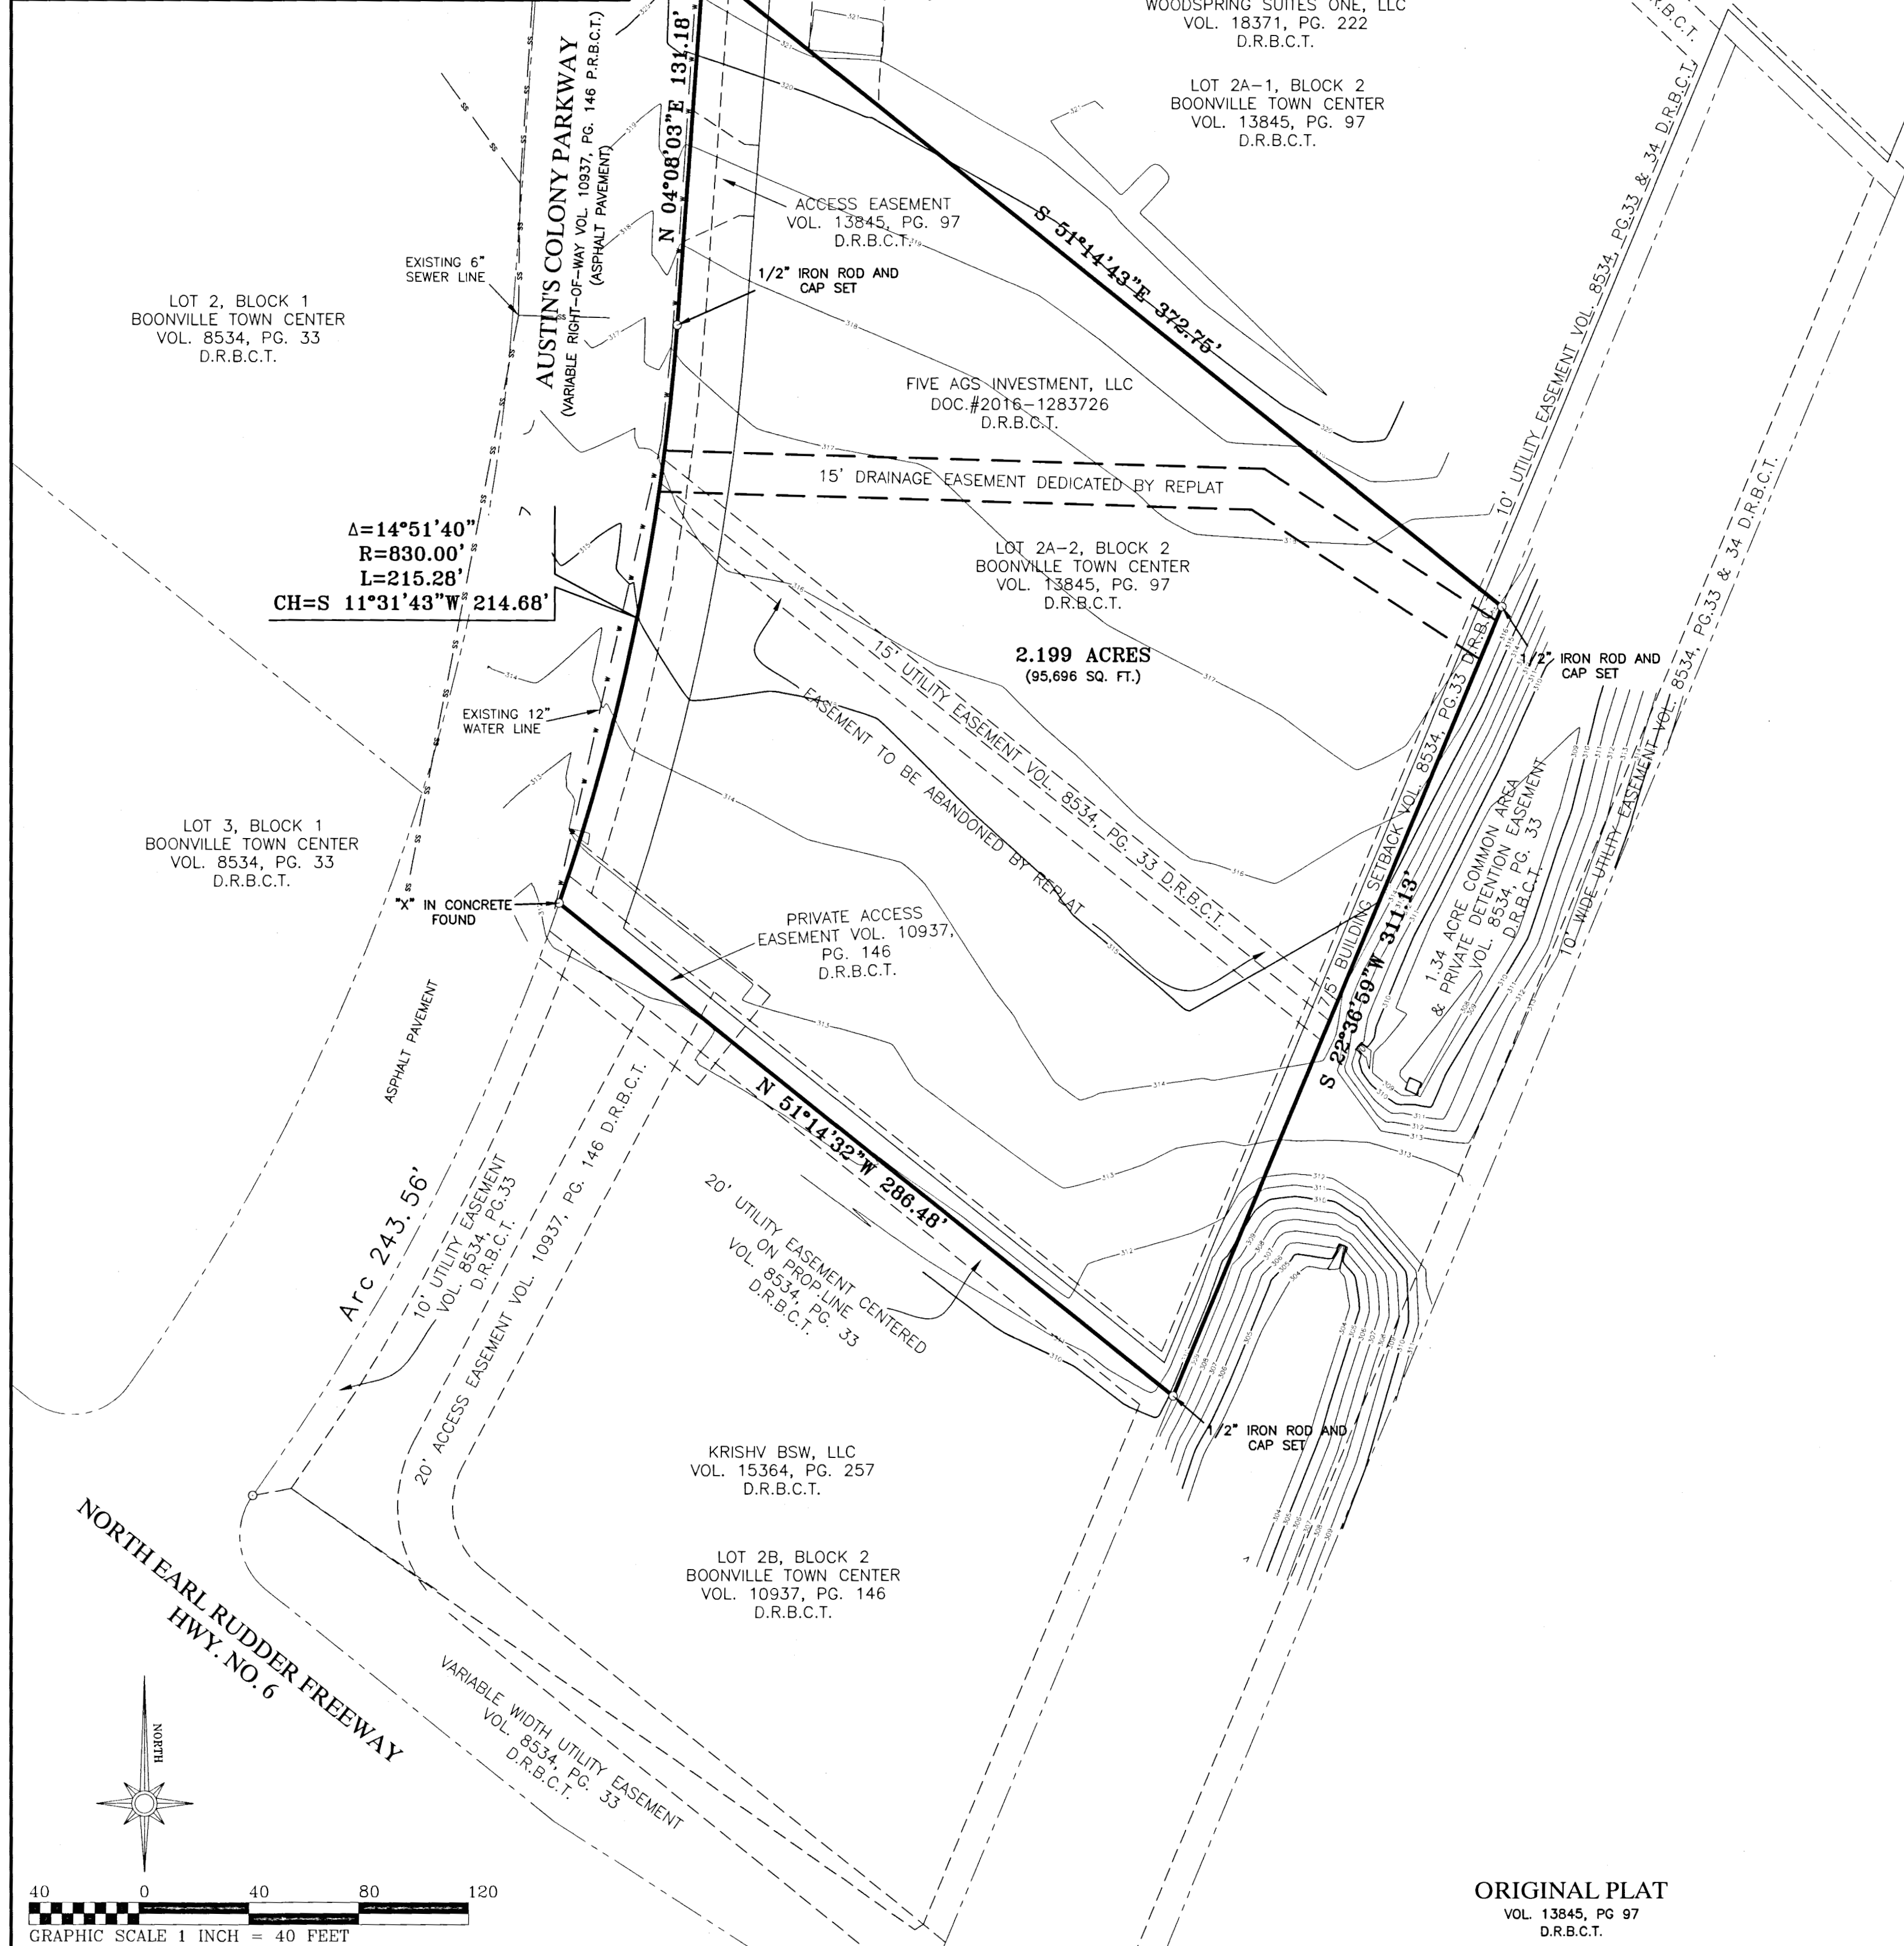 WOODSPRING SUITES ONE, LLC
VOL. 18371, PG. 222
D.R.B.C.T.
LOT 2A-1, BLOCK 2
BOONVILLE TOWN CENTER
VOL. 13845, PG. 97
D.R.B.C.T.
R.B.C.T.
AUSTIN'S COLONY PARKWAY
(VARIABLE RIGHT-OF-WAY VOL. 10937, PG. 146 P.R.B.C.T.)
(ASPHALT PAVEMENT)
N 04°08'03"E 131.18'
ACCESS EASEMENT
VOL. 13845, PG. 97
D.R.B.C.T.
1/2" IRON ROD AND
CAP SET
S 51°14'43"E 372.75'
10' UTILITY EASEMENT VOL. 8534, PG.33 & 34 D.R.B.C.T.
EXISTING 6"
SEWER LINE
LOT 2, BLOCK 1
BOONVILLE TOWN CENTER
VOL. 8534, PG. 33
D.R.B.C.T.
FIVE AGS INVESTMENT, LLC
DOC.#2016-1283726
D.R.B.C.T.
15' DRAINAGE EASEMENT DEDICATED BY REPLAT
Δ=14°51'40"
R=830.00'
L=215.28'
CH=S 11°31'43"W 214.68'
LOT 2A-2, BLOCK 2
BOONVILLE TOWN CENTER
VOL. 13845, PG. 97
D.R.B.C.T.
2.199 ACRES
(95,696 SQ. FT.)
1/2" IRON ROD AND
CAP SET
15' UTILITY EASEMENT VOL. 8534, PG. 33 D.R.B.C.T.
EASEMENT TO BE ABANDONED BY REPLAT
EXISTING 12"
WATER LINE
7.5' BUILDING SETBACK VOL. 8534, PG.33 D.R.B.C.
S 22°36'59"W 311.13'
1.34 ACRE COMMON AREA
& PRIVATE DETENTION EASEMENT
VOL. 8534, PG. 33
D.R.B.C.T.
10' WIDE UTILITY EASEMENT VOL. 8534, PG.33 & 34 D.R.B.C.T.
LOT 3, BLOCK 1
BOONVILLE TOWN CENTER
VOL. 8534, PG. 33
D.R.B.C.T.
"X" IN CONCRETE
FOUND
PRIVATE ACCESS
EASEMENT VOL. 10937,
PG. 146
D.R.B.C.T.
ASPHALT PAVEMENT
N 51°14'32"W 286.48'
Arc 243.56'
10' UTILITY EASEMENT
VOL. 8534, PG.33
D.R.B.C.T.
20' ACCESS EASEMENT VOL. 10937, PG. 146 D.R.B.C.T.
20' UTILITY EASEMENT CENTERED
ON PROP.LINE
VOL. 8534, PG. 33
D.R.B.C.T.
1/2" IRON ROD AND
CAP SET
KRISHV BSW, LLC
VOL. 15364, PG. 257
D.R.B.C.T.
LOT 2B, BLOCK 2
BOONVILLE TOWN CENTER
VOL. 10937, PG. 146
D.R.B.C.T.
NORTH EARL RUDDER FREEWAY
HWY. NO. 6
VARIABLE WIDTH UTILITY EASEMENT
VOL. 8534, PG. 33
D.R.B.C.T.
NORTH
40 0 40 80 120
GRAPHIC SCALE 1 INCH = 40 FEET
ORIGINAL PLAT
VOL. 13845, PG 97
D.R.B.C.T.